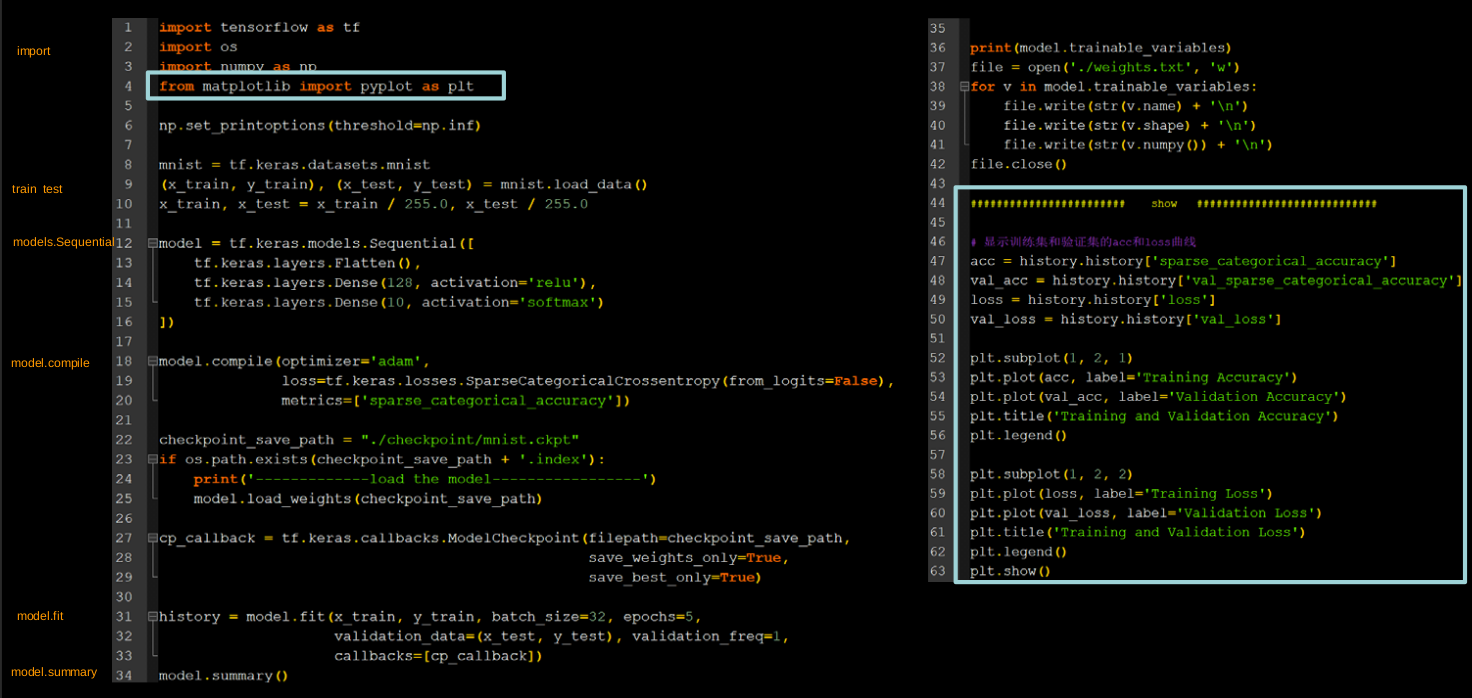 import
train test
models.Sequential
model.compile
model.fit
model.summary
1 import tensorflow as tf
2 import os
3 import numpy as np
4 from matplotlib import pyplot as plt
5
6 np.set_printoptions(threshold=np.inf)
7
8 mnist = tf.keras.datasets.mnist
9 (x_train, y_train), (x_test, y_test) = mnist.load_data()
10 x_train, x_test = x_train / 255.0, x_test / 255.0
11
12 model = tf.keras.models.Sequential([
13     tf.keras.layers.Flatten(),
14     tf.keras.layers.Dense(128, activation='relu'),
15     tf.keras.layers.Dense(10, activation='softmax')
16 ])
17
18 model.compile(optimizer='adam',
19               loss=tf.keras.losses.SparseCategoricalCrossentropy(from_logits=False),
20               metrics=['sparse_categorical_accuracy'])
21
22 checkpoint_save_path = "./checkpoint/mnist.ckpt"
23 if os.path.exists(checkpoint_save_path + '.index'):
24     print('-------------load the model-----------------')
25     model.load_weights(checkpoint_save_path)
26
27 cp_callback = tf.keras.callbacks.ModelCheckpoint(filepath=checkpoint_save_path,
28                                                  save_weights_only=True,
29                                                  save_best_only=True)
30
31 history = model.fit(x_train, y_train, batch_size=32, epochs=5,
32                     validation_data=(x_test, y_test), validation_freq=1,
33                     callbacks=[cp_callback])
34 model.summary()
35
36 print(model.trainable_variables)
37 file = open('./weights.txt', 'w')
38 for v in model.trainable_variables:
39     file.write(str(v.name) + '\n')
40     file.write(str(v.shape) + '\n')
41     file.write(str(v.numpy()) + '\n')
42 file.close()
43
44 ########################    show   ############################
45
46 # 显示训练集和验证集的acc和loss曲线
47 acc = history.history['sparse_categorical_accuracy']
48 val_acc = history.history['val_sparse_categorical_accuracy']
49 loss = history.history['loss']
50 val_loss = history.history['val_loss']
51
52 plt.subplot(1, 2, 1)
53 plt.plot(acc, label='Training Accuracy')
54 plt.plot(val_acc, label='Validation Accuracy')
55 plt.title('Training and Validation Accuracy')
56 plt.legend()
57
58 plt.subplot(1, 2, 2)
59 plt.plot(loss, label='Training Loss')
60 plt.plot(val_loss, label='Validation Loss')
61 plt.title('Training and Validation Loss')
62 plt.legend()
63 plt.show()